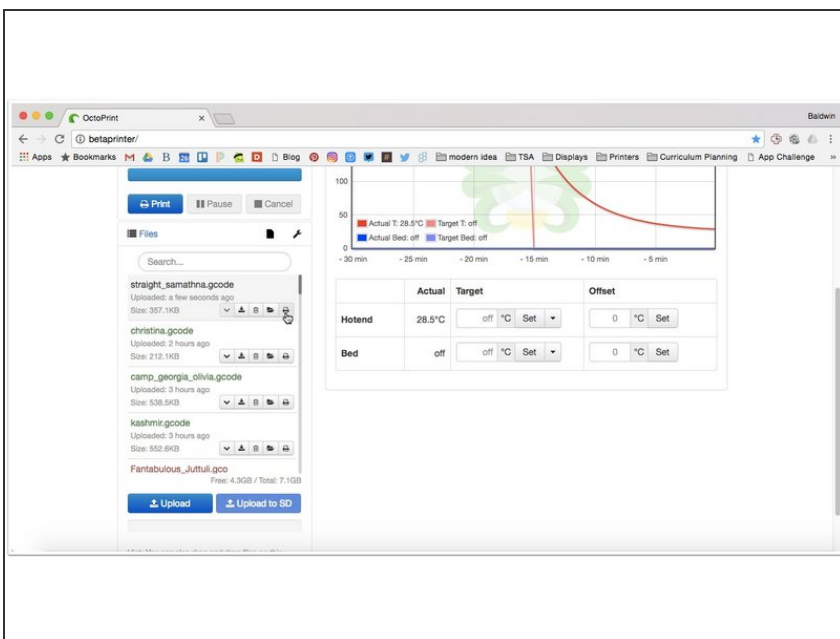 OctoPrint
Baldwin
betaprinter/
Apps Bookmarks Blog modern idea TSA Displays Printers Curriculum Planning App Challenge »
Print Pause Cancel
Files
Search...
straight_samathna.gcode
Uploaded: a few seconds ago
Size: 357.1KB
christina.gcode
Uploaded: 2 hours ago
Size: 212.1KB
camp_georgia_olivia.gcode
Uploaded: 3 hours ago
Size: 538.5KB
kashmir.gcode
Uploaded: 3 hours ago
Size: 552.6KB
Fantabulous_Juttuli.gco
Free: 4.3GB / Total: 7.1GB
Upload Upload to SD
100
50
0
Actual T: 28.5°C Target T: off
Actual Bed: off Target Bed: off
- 30 min - 25 min - 20 min - 15 min - 10 min - 5 min
Actual Target Offset
Hotend 28.5°C off °C Set 0 °C Set
Bed off off °C Set 0 °C Set